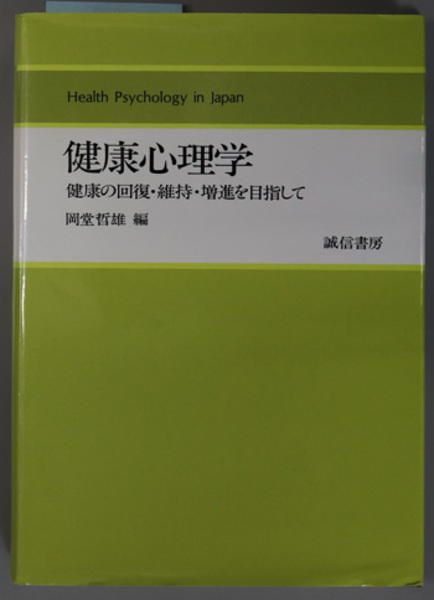 Health Psychology in Japan
健康心理学
健康の回復・維持・増進を目指して
岡堂哲雄 編
誠信書房